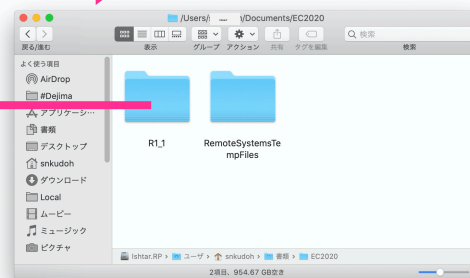 /Users/s... /Documents/EC2020
戻る/進む 表示 グループ アクション 共有 タグを編集 検索
検索
よく使う項目
AirDrop
#Dejima
アプリケーシ…
書類
デスクトップ
snkudoh
ダウンロード
Local
ムービー
ミュージック
ピクチャ
R1_1
RemoteSystemsTe
mpFiles
Ishtar.RP › ユーザ › snkudoh › 書類 › EC2020
2項目、954.67 GB空き